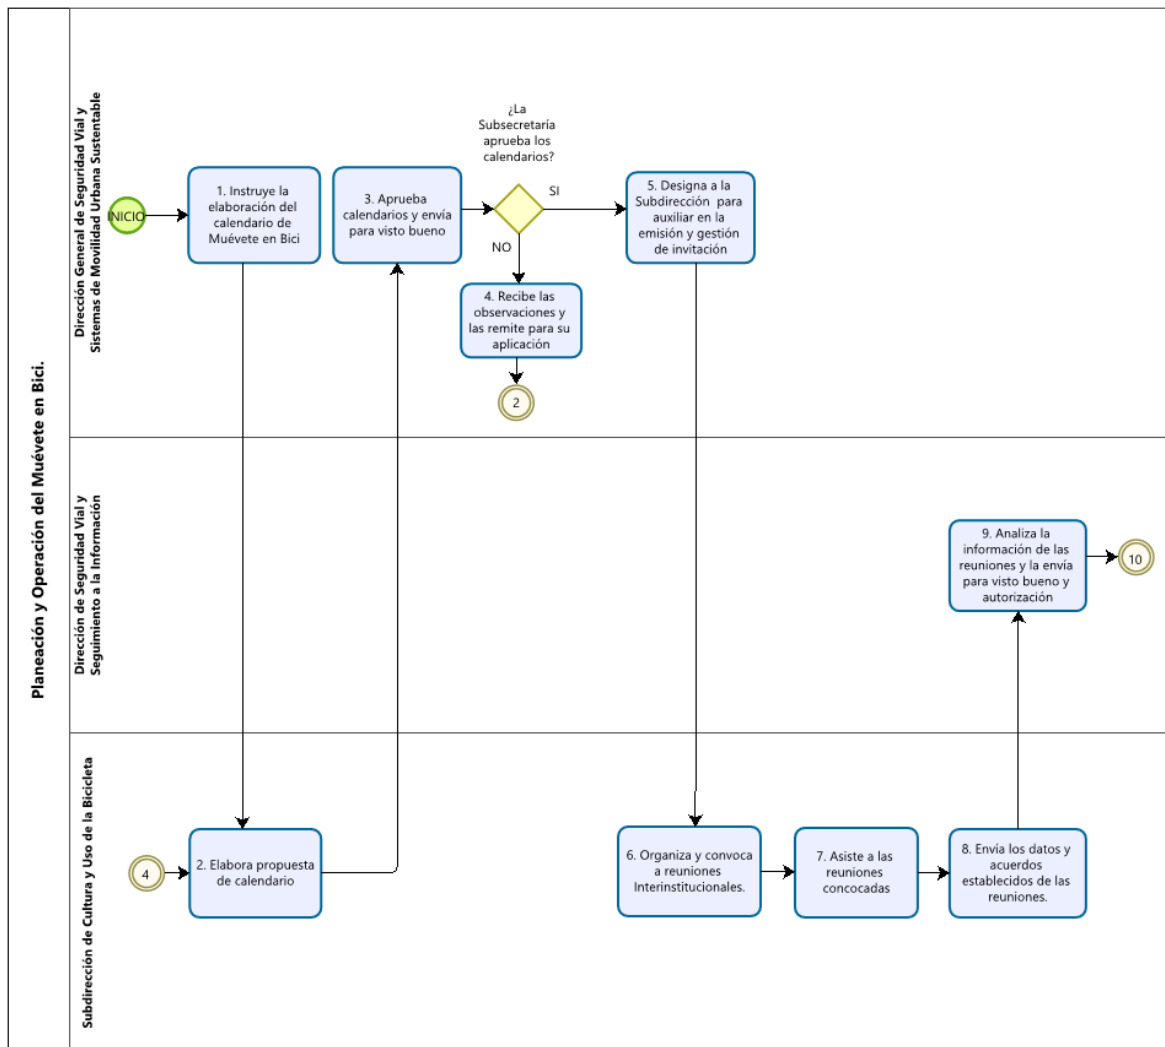 Planeación y Operación del Muévete en Bici.
Dirección General de Seguridad Vial y
Sistemas de Movilidad Urbana Sustentable
INICIO
1. Instruye la
elaboración del
calendario de
Muévete en Bici
3. Aprueba
calendarios y envía
para visto bueno
¿La
Subsecretaría
aprueba los
calendarios?
SI
NO
4. Recibe las
observaciones y
las remite para su
aplicación
2
5. Designa a la
Subdirección para
auxiliar en la
emisión y gestión
de invitación
Dirección de Seguridad Vial y
Seguimiento a la Información
9. Analiza la
información de las
reuniones y la envía
para visto bueno y
autorización
10
Subdirección de Cultura y Uso de la Bicicleta
4
2. Elabora propuesta
de calendario
6. Organiza y convoca
a reuniones
Interinstitucionales.
7. Asiste a las
reuniones
concocadas
8. Envía los datos y
acuerdos
establecidos de las
reuniones.